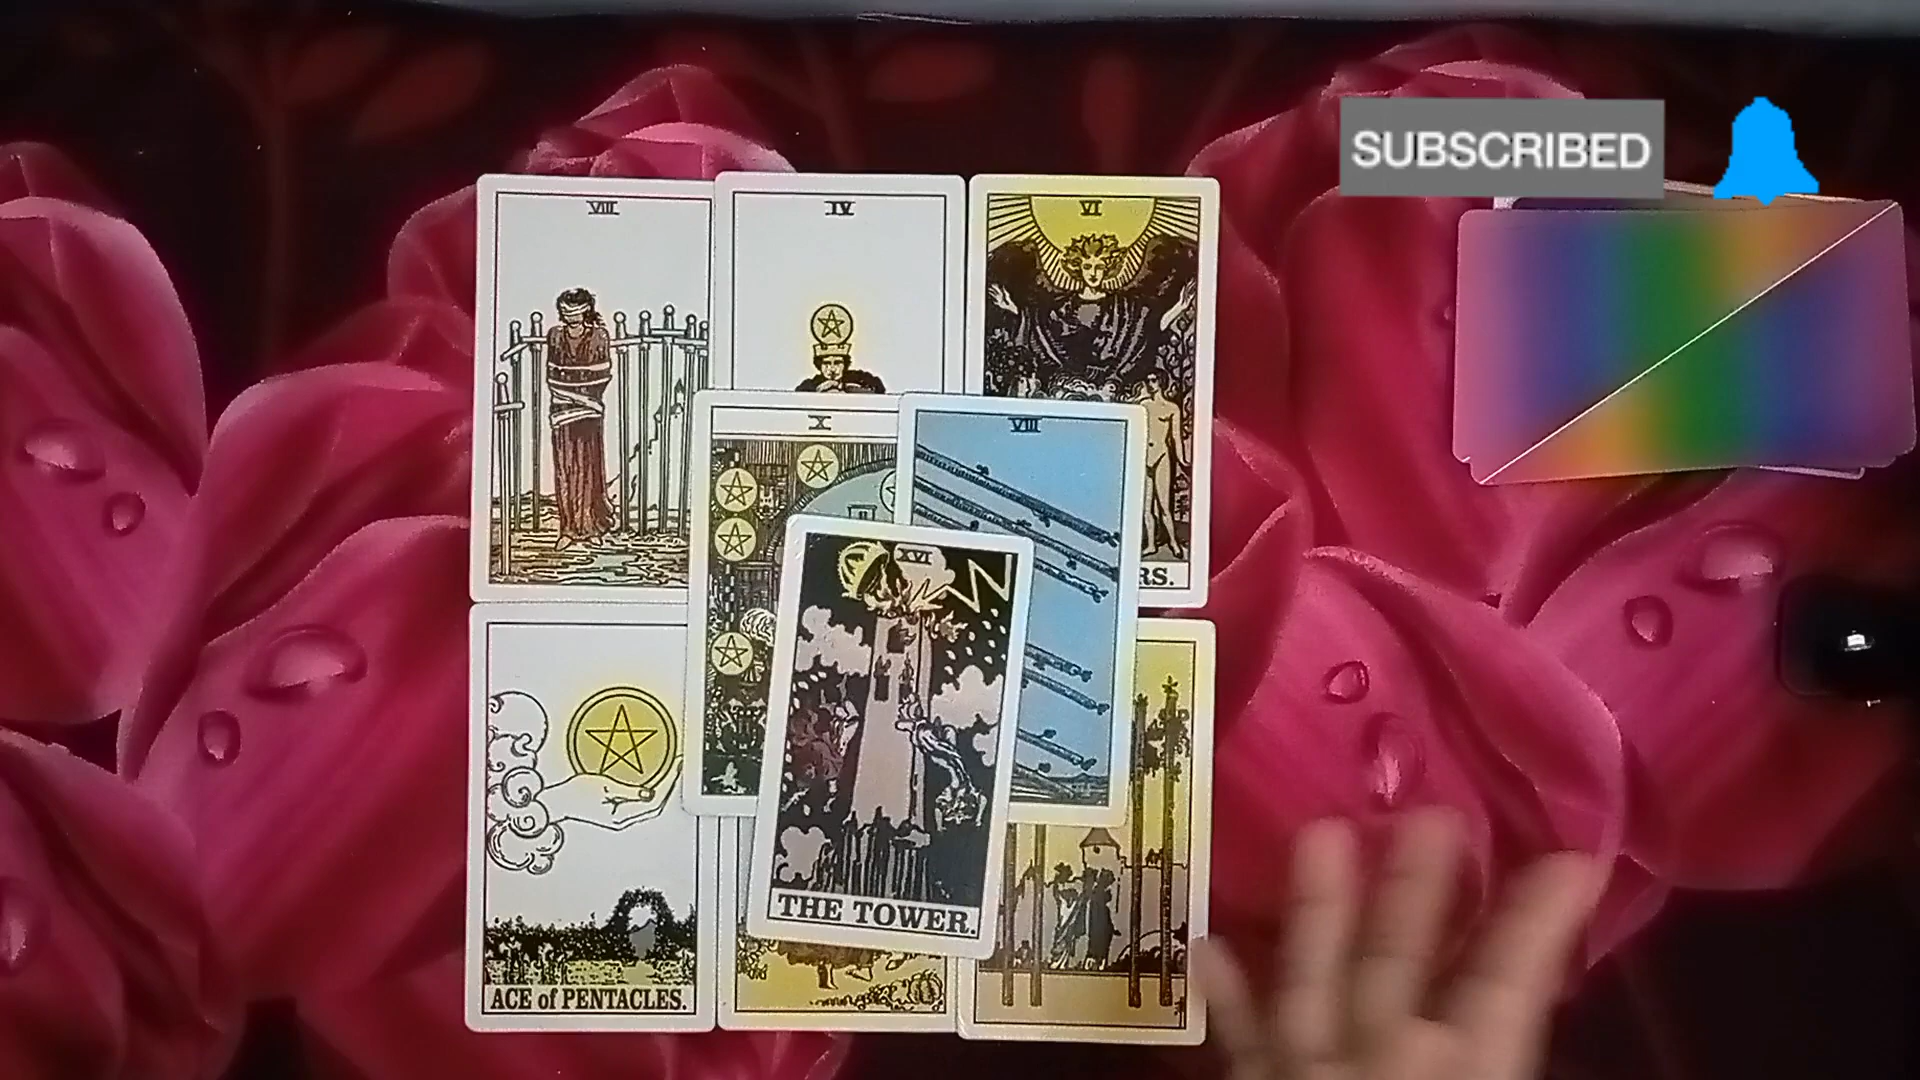 SUBSCRIBED
VIII
IV
VI
X
VIII
RS.
XVI
THE TOWER.
ACE of PENTACLES.